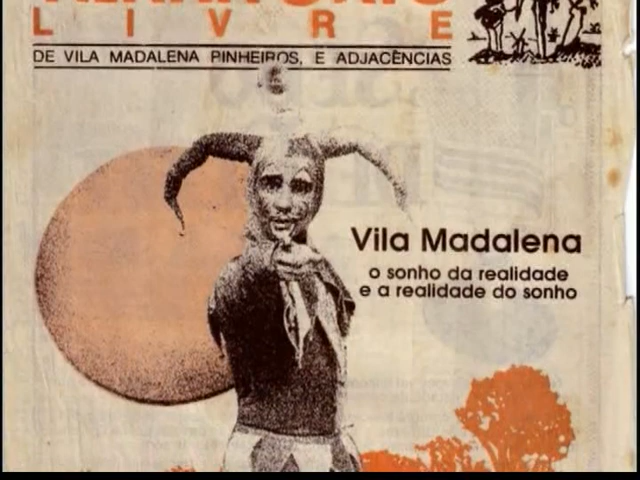 L I V R E
DE VILA MADALENA PINHEIROS, E ADJACÊNCIAS
Vila Madalena
o sonho da realidade
e a realidade do sonho